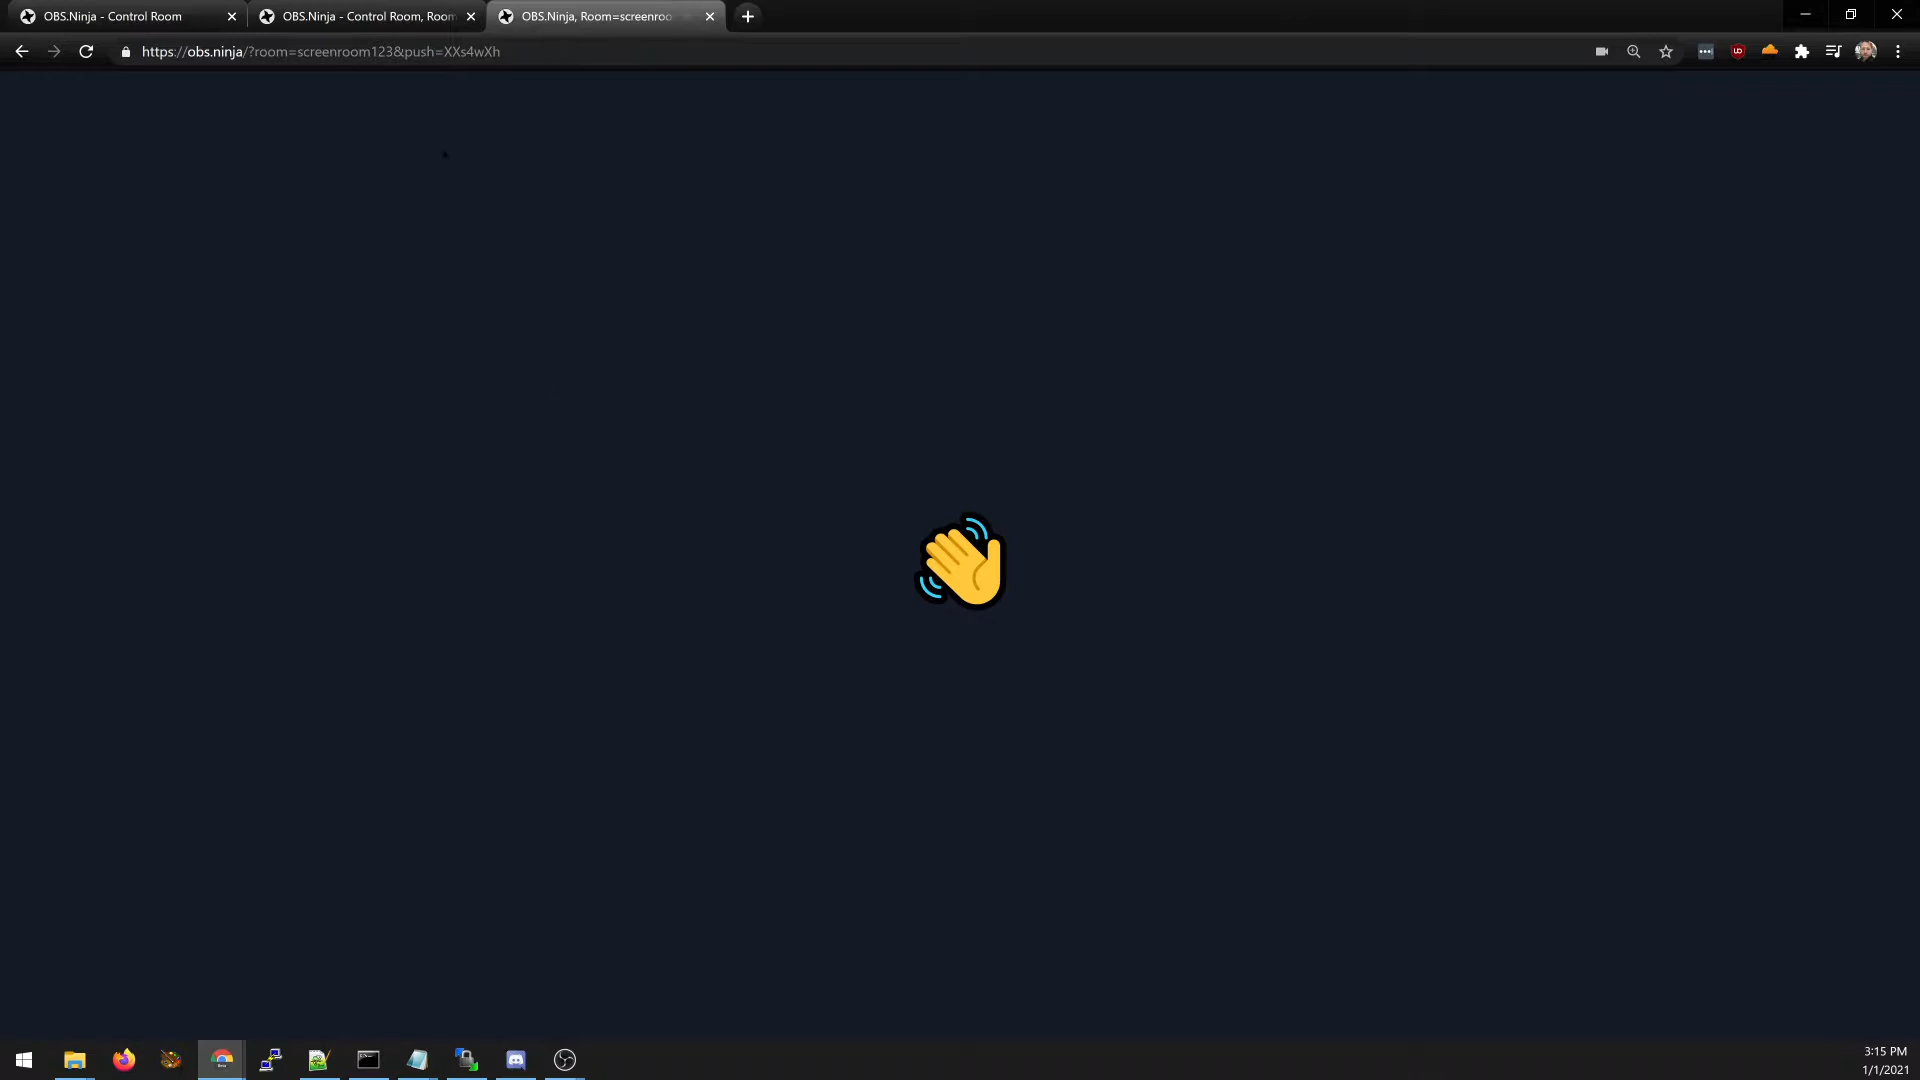 OBS.Ninja - Control Room
OBS.Ninja - Control Room, Room
OBS.Ninja, Room=screenroo
https://obs.ninja/?room=screenroom123&push=XXs4wXh
3:15 PM
1/1/2021